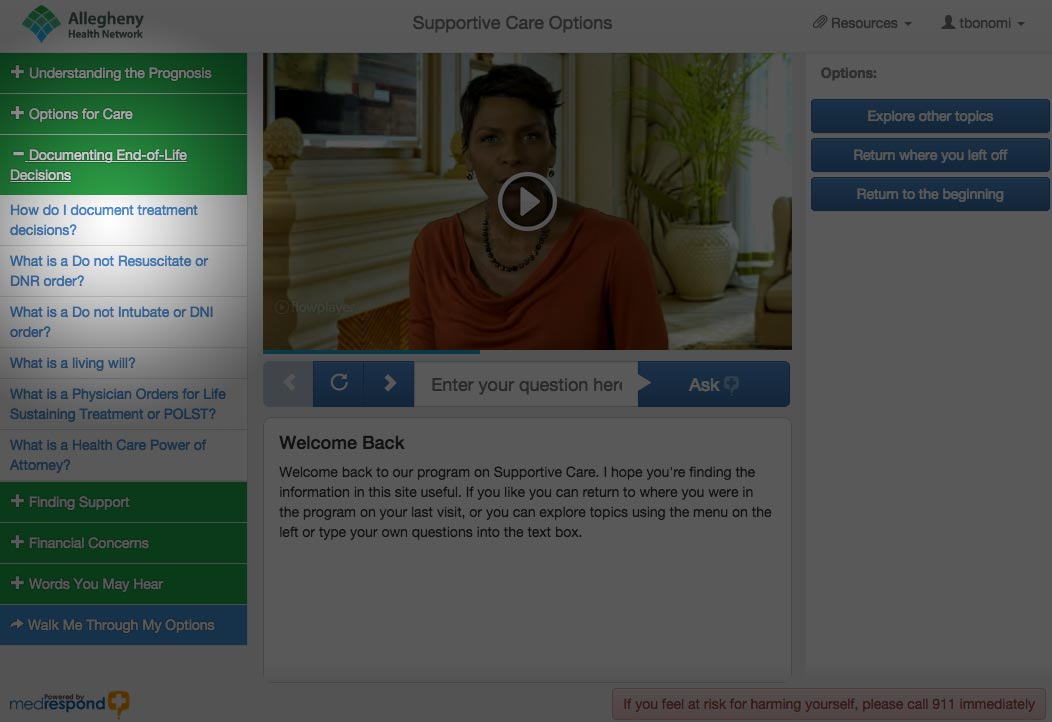 Allegheny
Health Network
Supportive Care Options
Resources
tbonomi
Understanding the Prognosis
Options for Care
Documenting End-of-Life
Decisions
How do I document treatment
decisions?
What is a Do not Resuscitate or
DNR order?
What is a Do not Intubate or DNI
order?
What is a living will?
What is a Physician Orders for Life
Sustaining Treatment or POLST?
What is a Health Care Power of
Attorney?
Finding Support
Financial Concerns
Words You May Hear
Walk Me Through My Options
flowplayer
Enter your question here
Ask
Welcome Back
Welcome back to our program on Supportive Care. I hope you're finding the
information in this site useful. If you like you can return to where you were in
the program on your last visit, or you can explore topics using the menu on the
left or type your own questions into the text box.
Options:
Explore other topics
Return where you left off
Return to the beginning
Powered by
medrespond
If you feel at risk for harming yourself, please call 911 immediately